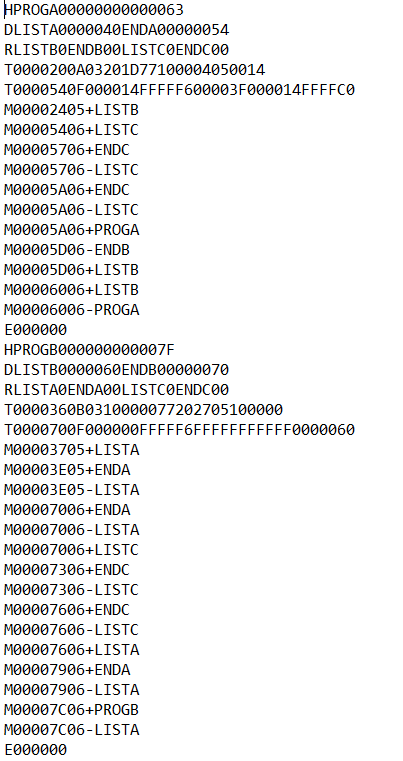 HPROGA00000000000063
DLISTA0000040ENDA00000054
RLISTB0ENDB00LISTC0ENDC00
T0000200A03201D77100004050014
T0000540F000014FFFFF600003F000014FFFFC0
M00002405+LISTB
M00005406+LISTC
M00005706+ENDC
M00005706-LISTC
M00005A06+ENDC
M00005A06-LISTC
M00005A06+PROGA
M00005D06-ENDB
M00005D06+LISTB
M00006006+LISTB
M00006006-PROGA
E000000
HPROGB000000000007F
DLISTB0000060ENDB00000070
RLISTA0ENDA00LISTC0ENDC00
T0000360B0310000077202705100000
T0000700F000000FFFFF6FFFFFFFFFFF0000060
M00003705+LISTA
M00003E05+ENDA
M00003E05-LISTA
M00007006+ENDA
M00007006-LISTA
M00007006+LISTC
M00007306+ENDC
M00007306-LISTC
M00007606+ENDC
M00007606-LISTC
M00007606+LISTA
M00007906+ENDA
M00007906-LISTA
M00007C06+PROGB
M00007C06-LISTA
E000000